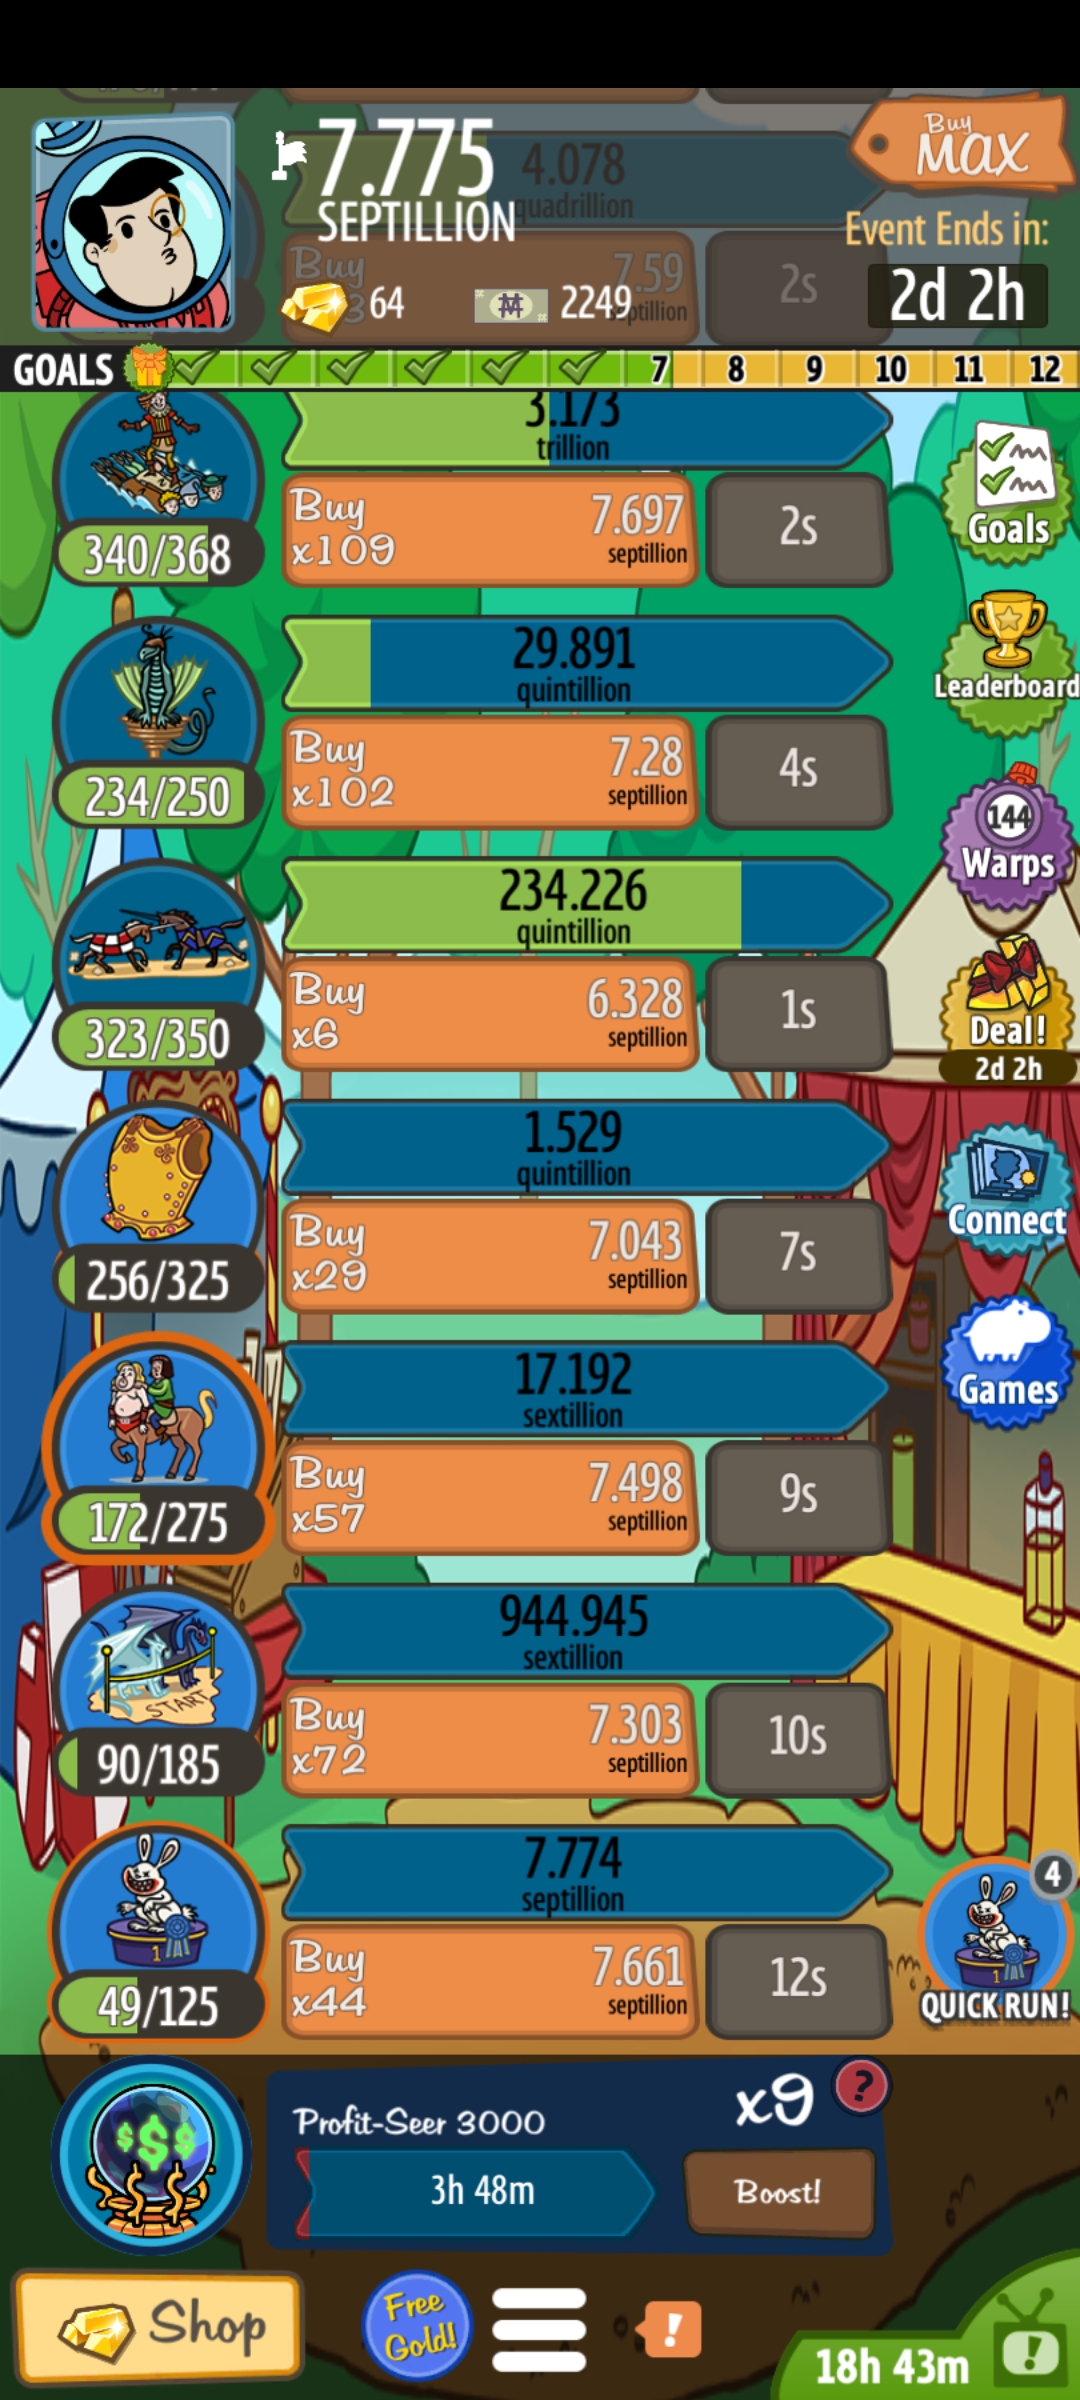 7.775
SEPTILLION
Buy
MAX
4.078
quadrillion
Event Ends in:
2d 2h
Buy
7.59
2s
64
2249
GOALS
7
8
9
10
11
12
3.173
trillion
Buy
x109
7.697
septillion
2s
340/368
Goals
29.891
quintillion
Buy
x102
7.28
septillion
4s
234/250
Leaderboard
234.226
quintillion
Buy
x6
6.328
septillion
1s
323/350
144
Warps
Deal!
2d 2h
1.529
quintillion
Buy
x29
7.043
septillion
7s
256/325
Connect
17.192
sextillion
Buy
x57
7.498
septillion
9s
172/275
Games
944.945
sextillion
START
Buy
x72
7.303
septillion
10s
90/185
7.774
septillion
1
Buy
x44
7.661
septillion
12s
49/125
4
1
QUICK RUN!
$$$
Profit-Seer 3000
x9
?
3h 48m
Boost!
Shop
Free
Gold!
!
18h 43m
!